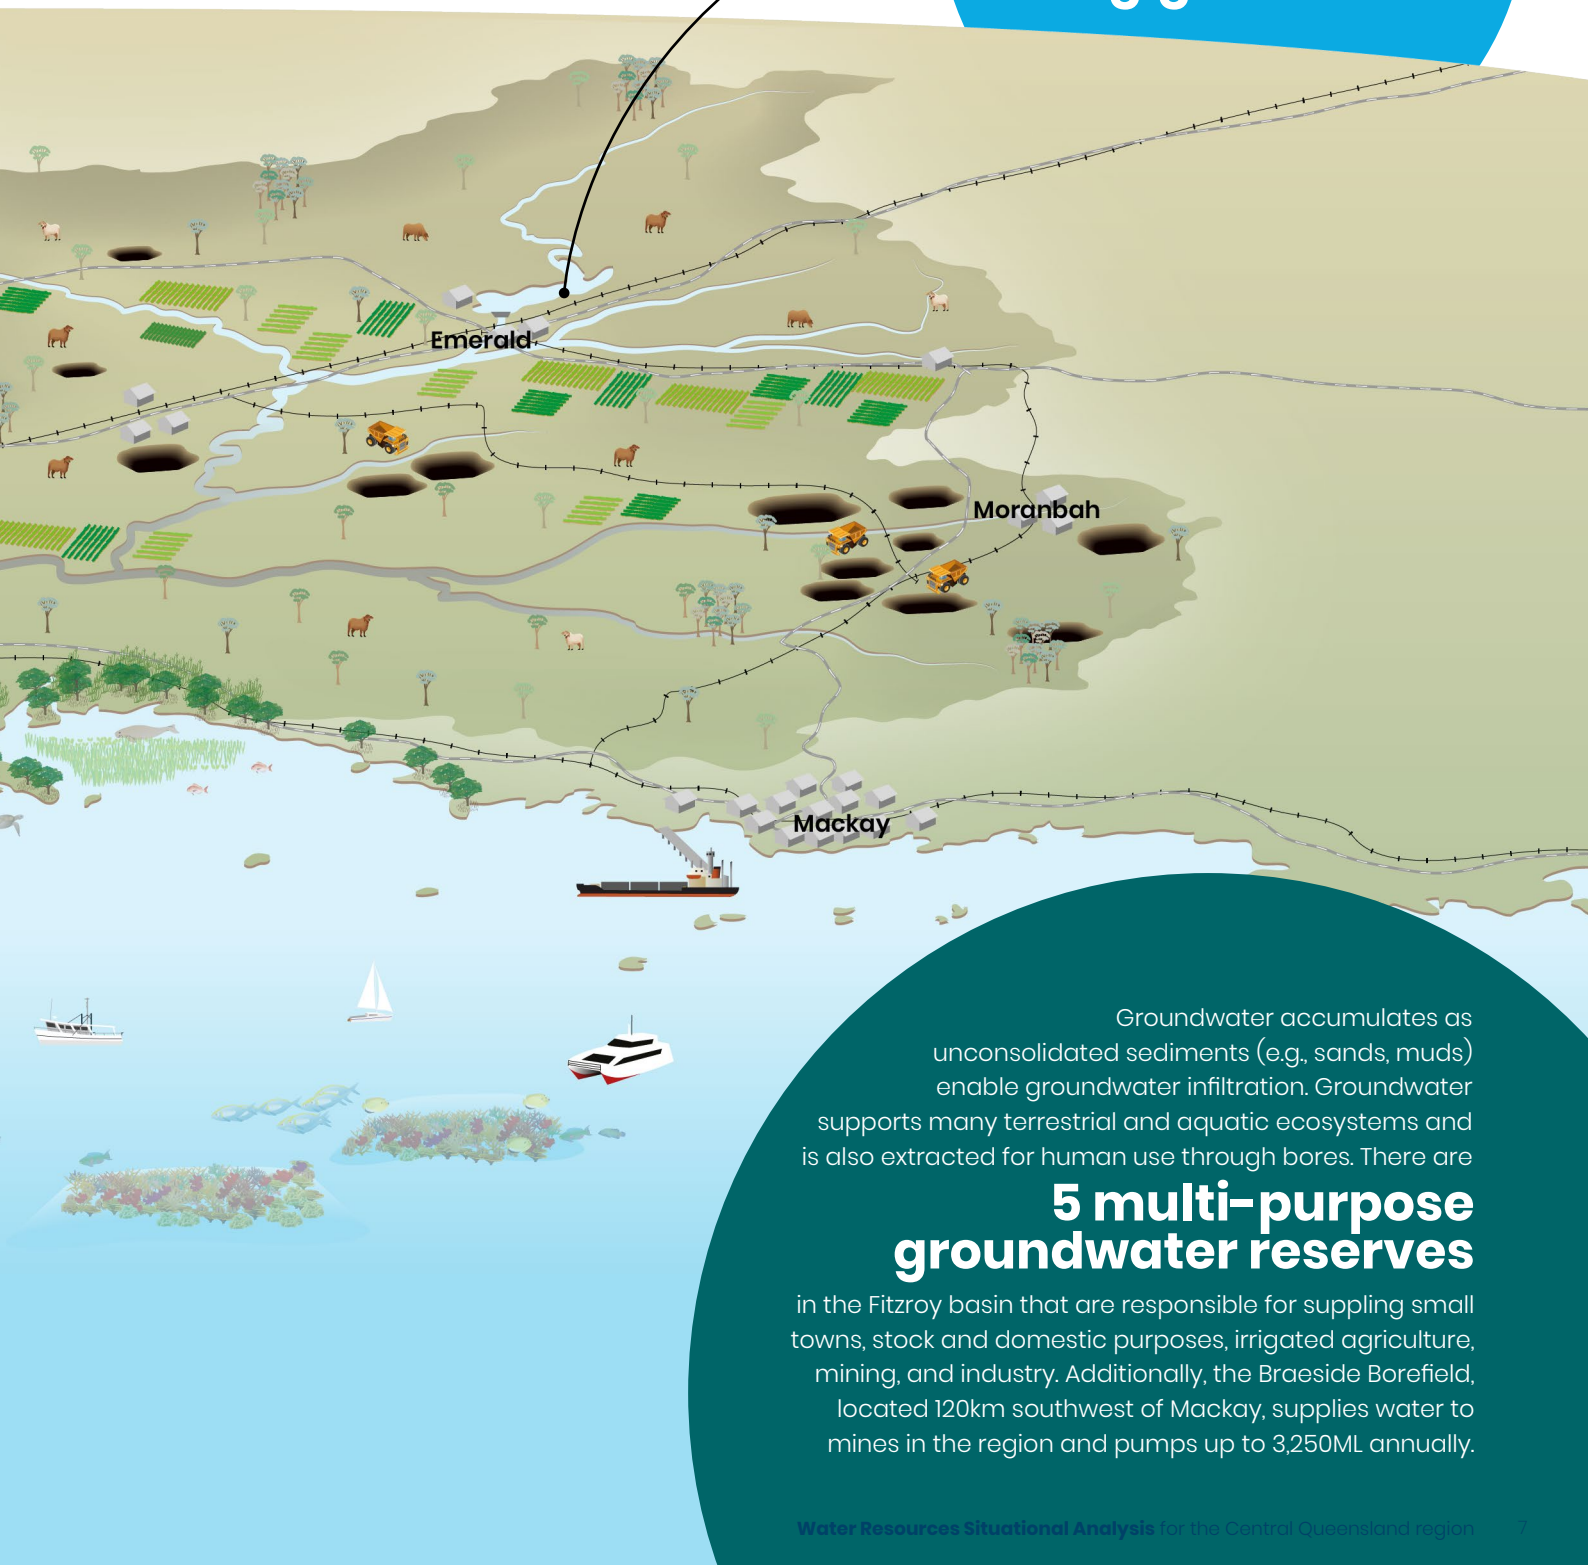 Emerald
Moranbah
Mackay
Groundwater accumulates as
unconsolidated sediments (e.g., sands, muds)
enable groundwater infiltration. Groundwater
supports many terrestrial and aquatic ecosystems and
is also extracted for human use through bores. There are
5 multi-purpose
groundwater reserves
in the Fitzroy basin that are responsible for suppling small
towns, stock and domestic purposes, irrigated agriculture,
mining, and industry. Additionally, the Braeside Borefield,
located 120km southwest of Mackay, supplies water to
mines in the region and pumps up to 3,250ML annually.
Water Resources Situational Analysis for the Central Queensland region 7